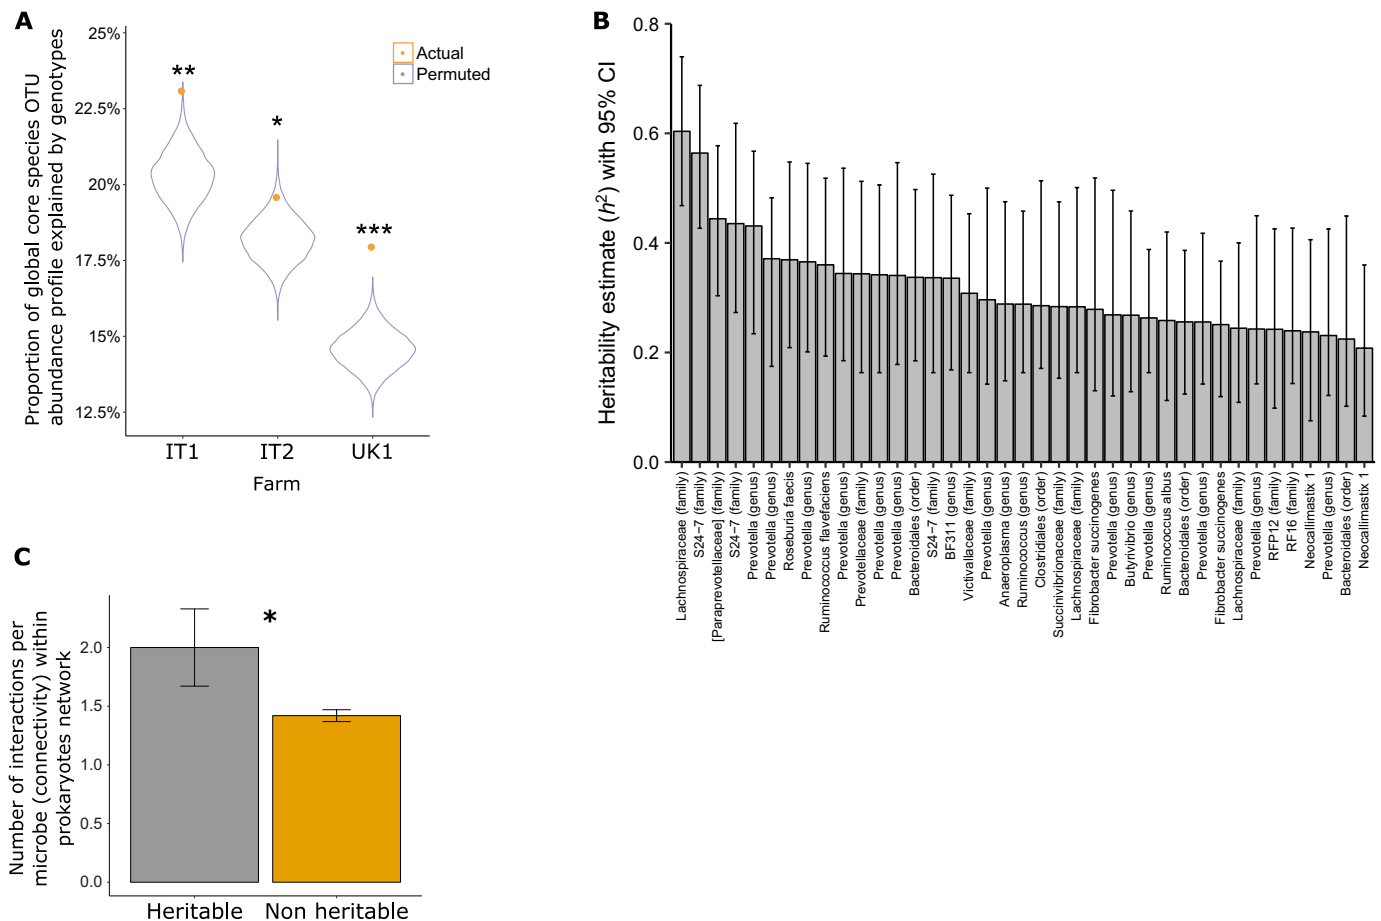 A
25%
22.5%
20%
17.5%
15%
12.5%
Proportion of global core species OTU
abundance profile explained by genotypes
**
*
***
Actual
Permuted
IT1
IT2
UK1
Farm
B
0.8
0.6
0.4
0.2
0.0
Heritability estimate (h²) with 95% CI
Lachnospiraceae (family)
S24−7 (family)
[Paraprevotellaceae] (family)
S24−7 (family)
Prevotella (genus)
Prevotella (genus)
Roseburia faecis
Prevotella (genus)
Ruminococcus flavefaciens
Prevotella (genus)
Prevotellaceae (family)
Prevotella (genus)
Prevotella (genus)
Bacteroidales (order)
S24−7 (family)
BF311 (genus)
Victivallaceae (family)
Prevotella (genus)
Anaeroplasma (genus)
Ruminococcus (genus)
Clostridiales (order)
Succinivibrionaceae (family)
Lachnospiraceae (family)
Fibrobacter succinogenes
Prevotella (genus)
Butyrivibrio (genus)
Prevotella (genus)
Ruminococcus albus
Bacteroidales (order)
Prevotella (genus)
Fibrobacter succinogenes
Lachnospiraceae (family)
Prevotella (genus)
RFP12 (family)
RF16 (family)
Neocallimastix 1
Prevotella (genus)
Bacteroidales (order)
Neocallimastix 1
C
Number of interactions per
microbe (connectivity) within
prokaryotes network
2.0
1.5
1.0
0.5
0.0
*
Heritable
Non heritable